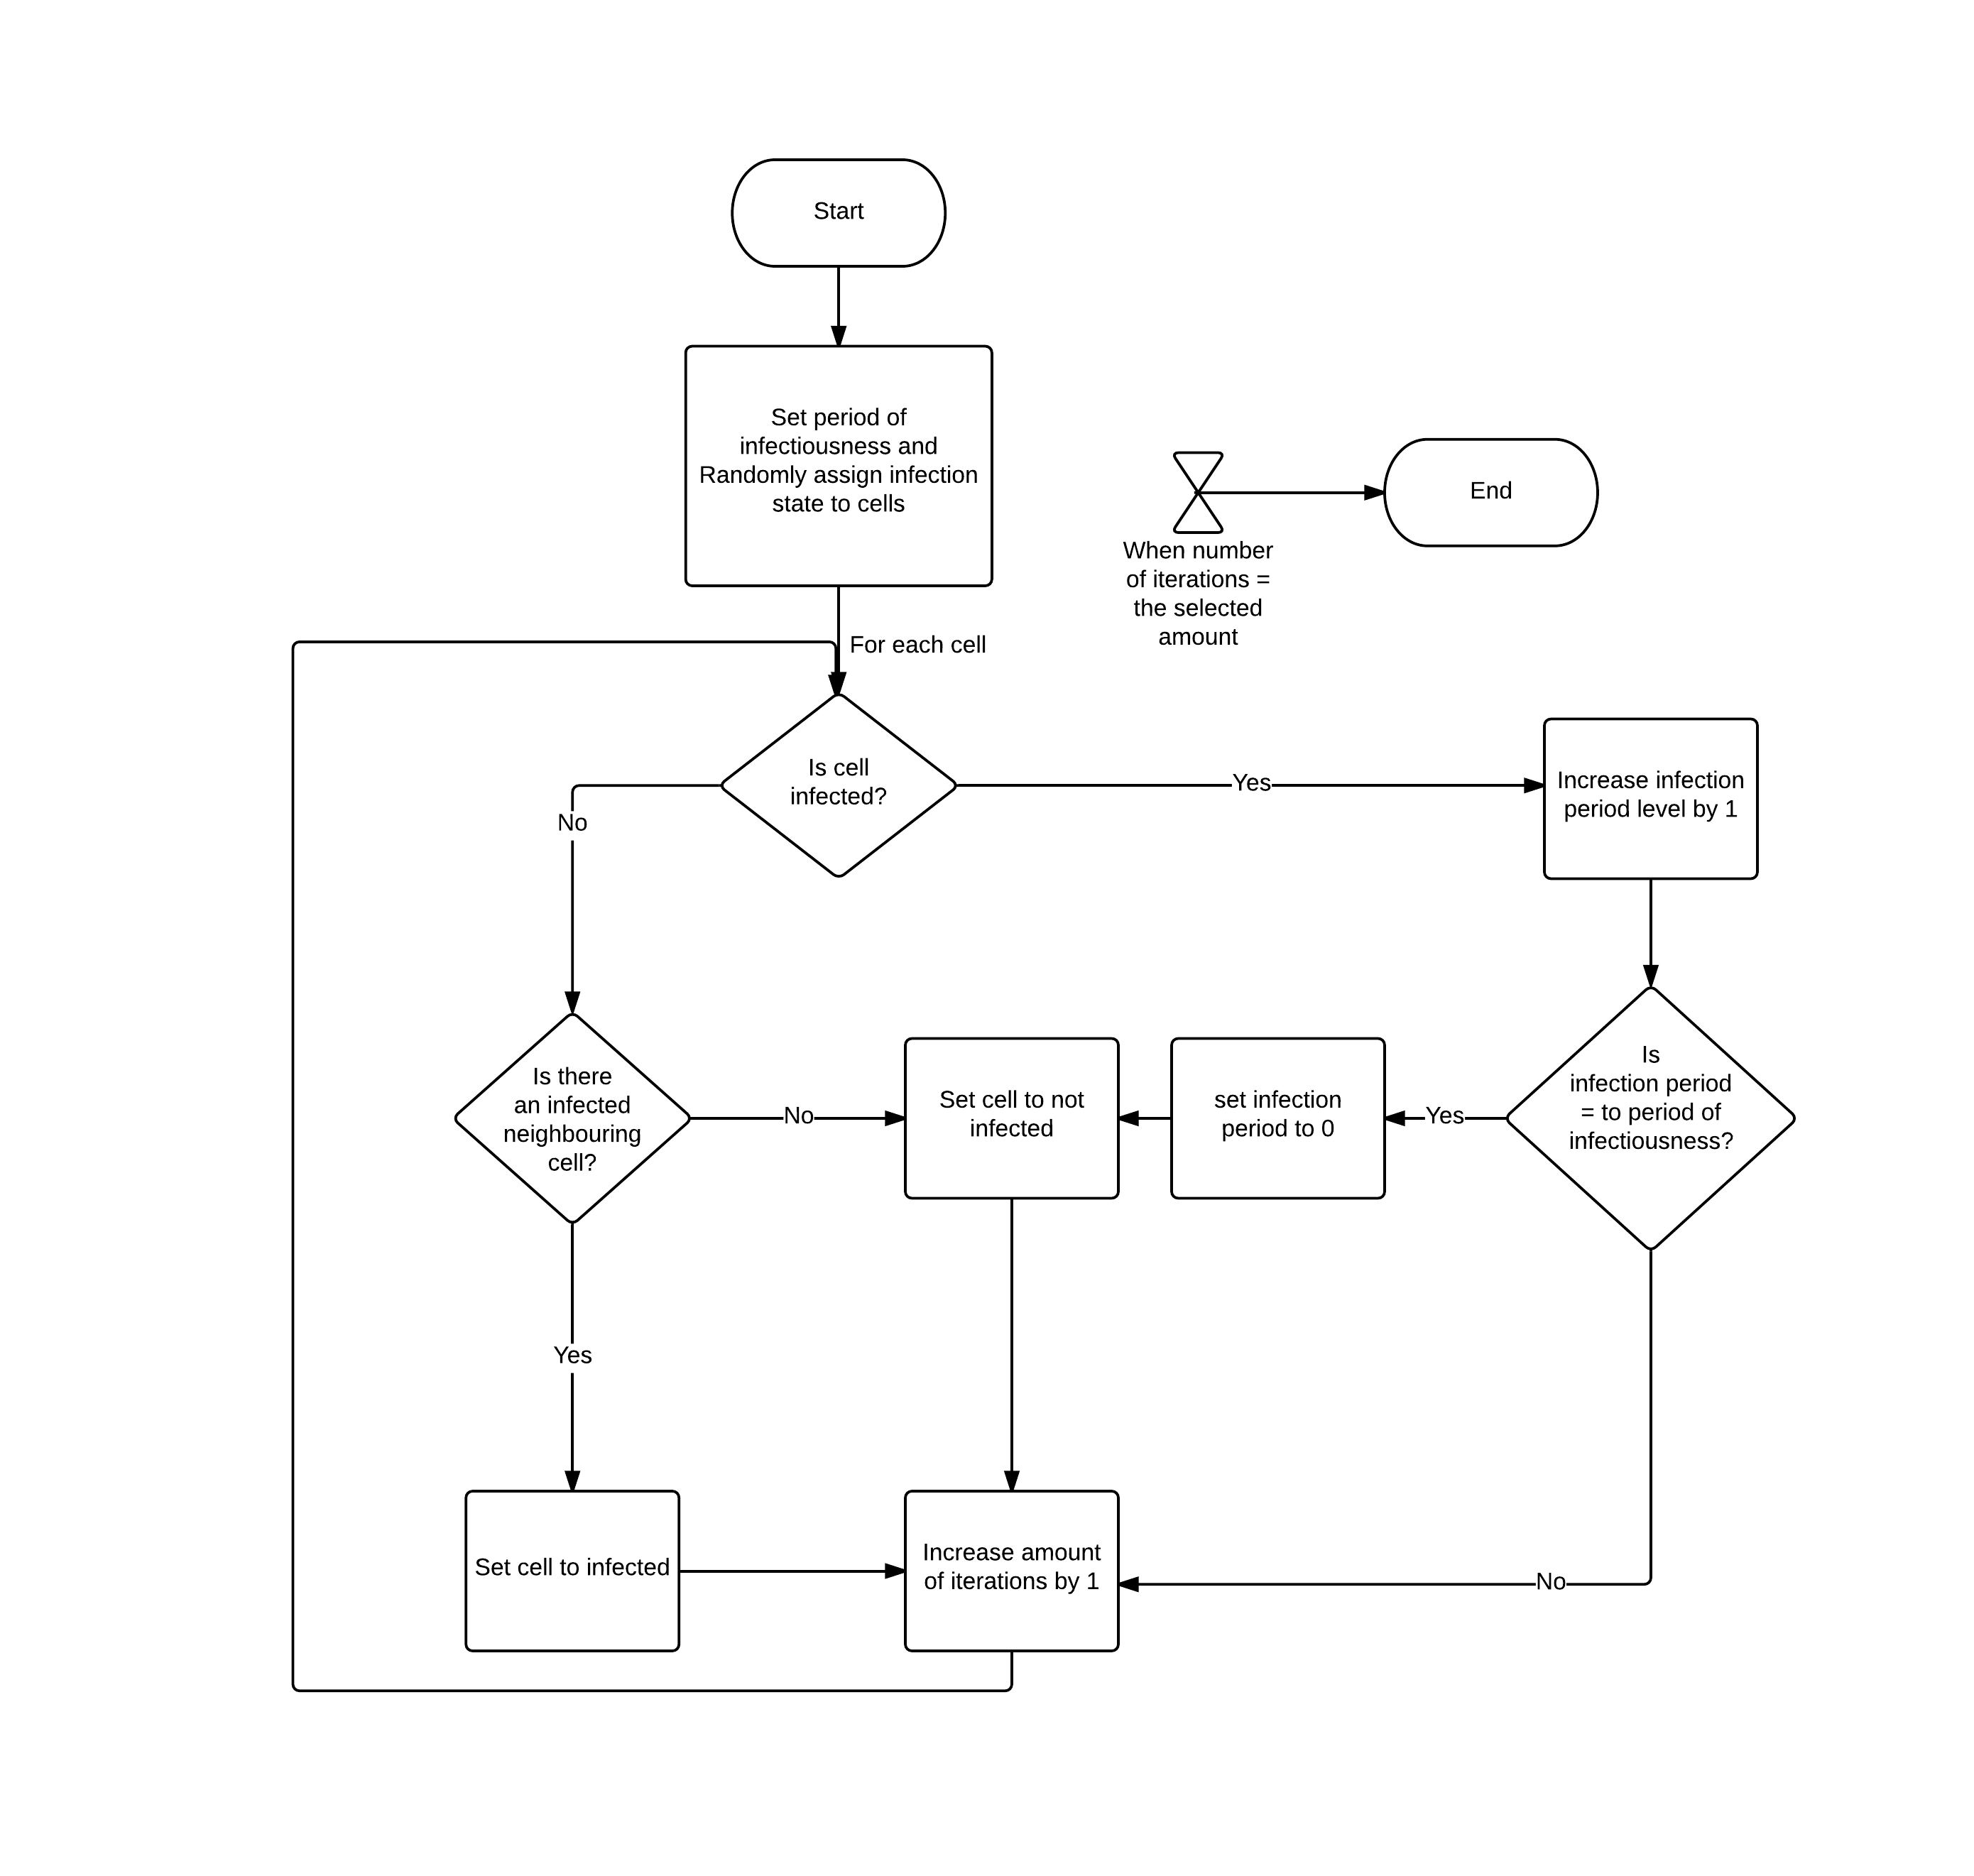 Start
Set period of
infectiousness and
Randomly assign infection
state to cells
End
When number
of iterations =
the selected
amount
For each cell
Is cell
infected?
Yes
Increase infection
period level by 1
No
Is there
an infected
neighbouring
cell?
No
Set cell to not
infected
set infection
period to 0
Yes
Is
infection period
= to period of
infectiousness?
Yes
Set cell to infected
Increase amount
of iterations by 1
No